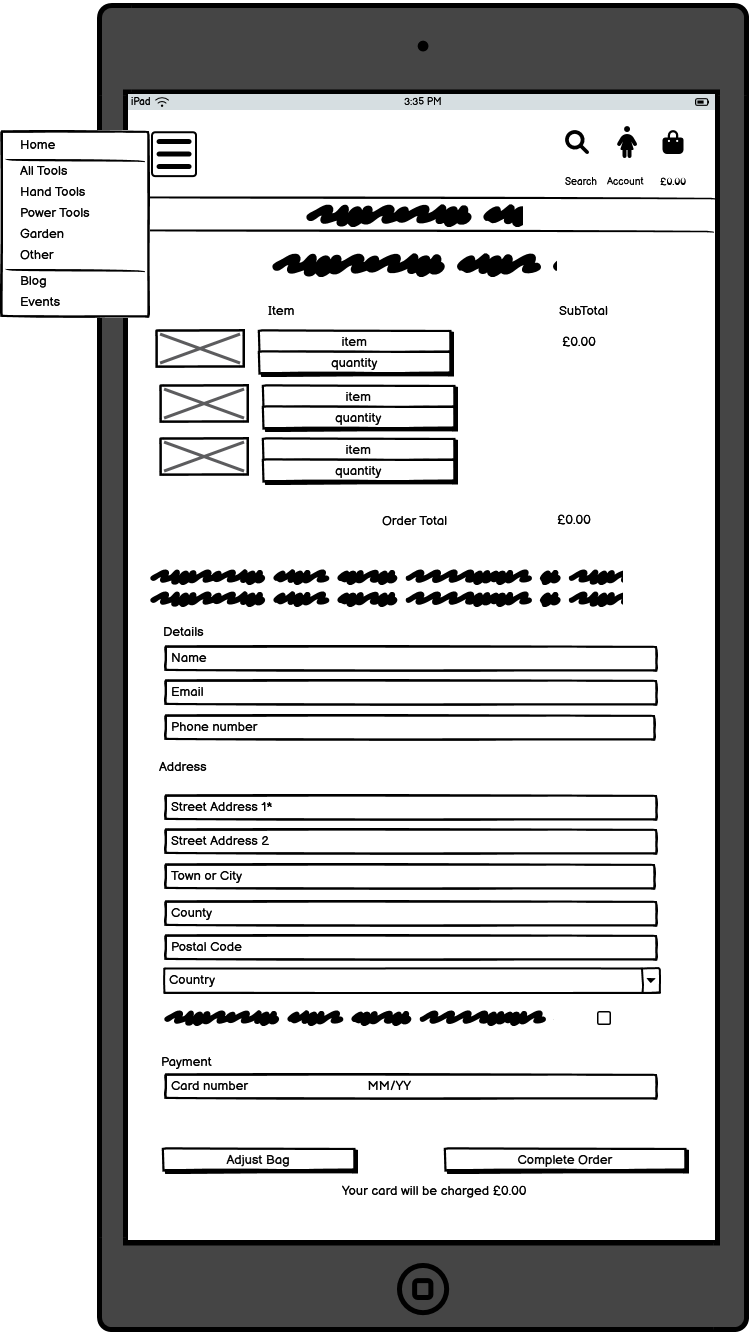 iPad 3:35 PM
Home
All Tools
Hand Tools
Power Tools
Garden
Other
Blog
Events
Search Account £0.00
Item SubTotal
item £0.00
quantity
item
quantity
item
quantity
Order Total £0.00
Details
Name
Email
Phone number
Address
Street Address 1*
Street Address 2
Town or City
County
Postal Code
Country
Payment
Card number MM/YY
Adjust Bag Complete Order
Your card will be charged £0.00